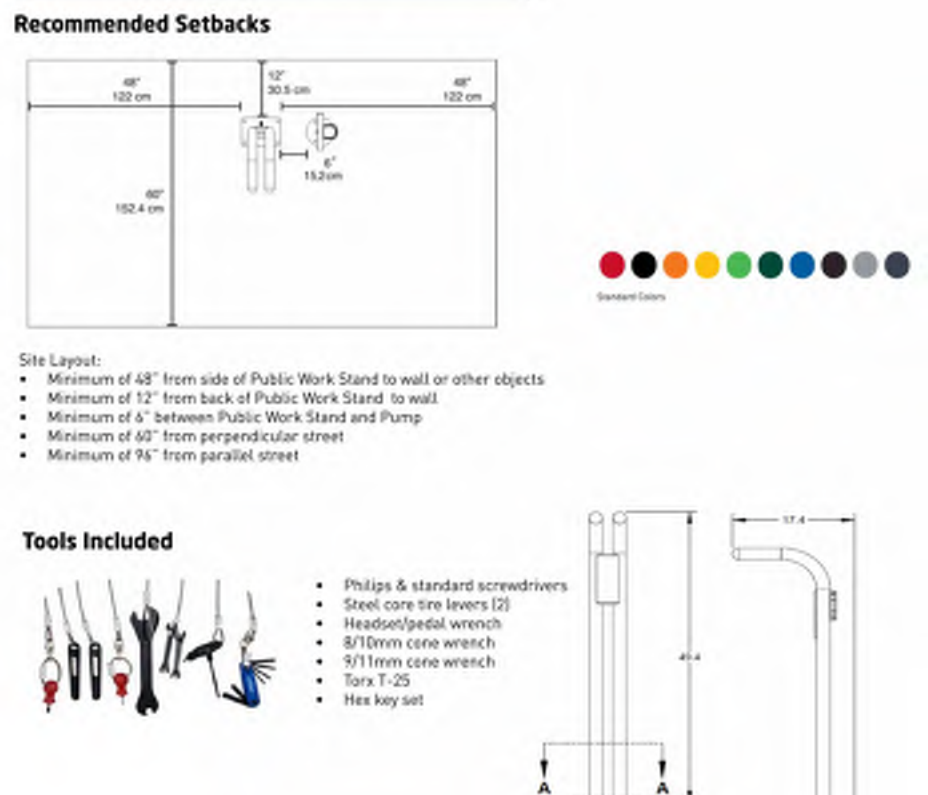 Recommended Setbacks
12"
30.5 cm
48"
122 cm
48"
122 cm
6"
15.2 cm
60"
152.4 cm
Standard Colors
Site Layout:
• Minimum of 48" from side of Public Work Stand to wall or other objects
• Minimum of 12" from back of Public Work Stand to wall
• Minimum of 6" between Public Work Stand and Pump
• Minimum of 60" from perpendicular street
• Minimum of 96" from parallel street
Tools Included
17.4
• Philips & standard screwdrivers
• Steel core tire levers (2)
• Headset/pedal wrench
• 8/10mm cone wrench
• 9/11mm cone wrench
• Torx T-25
• Hex key set
A A